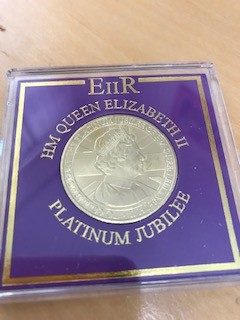 EIIR
HM QUEEN ELIZABETH II
PLATINUM JUBILEE